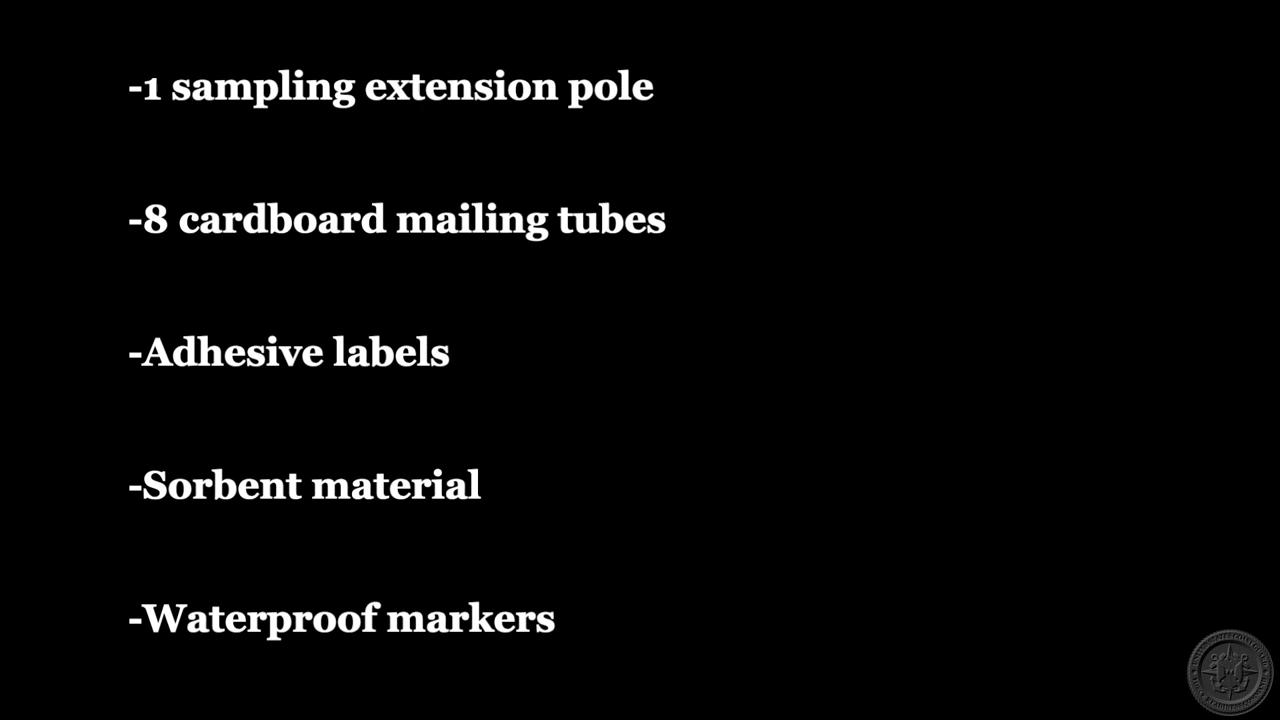 -1 sampling extension pole
-8 cardboard mailing tubes
-Adhesive labels
-Sorbent material
-Waterproof markers